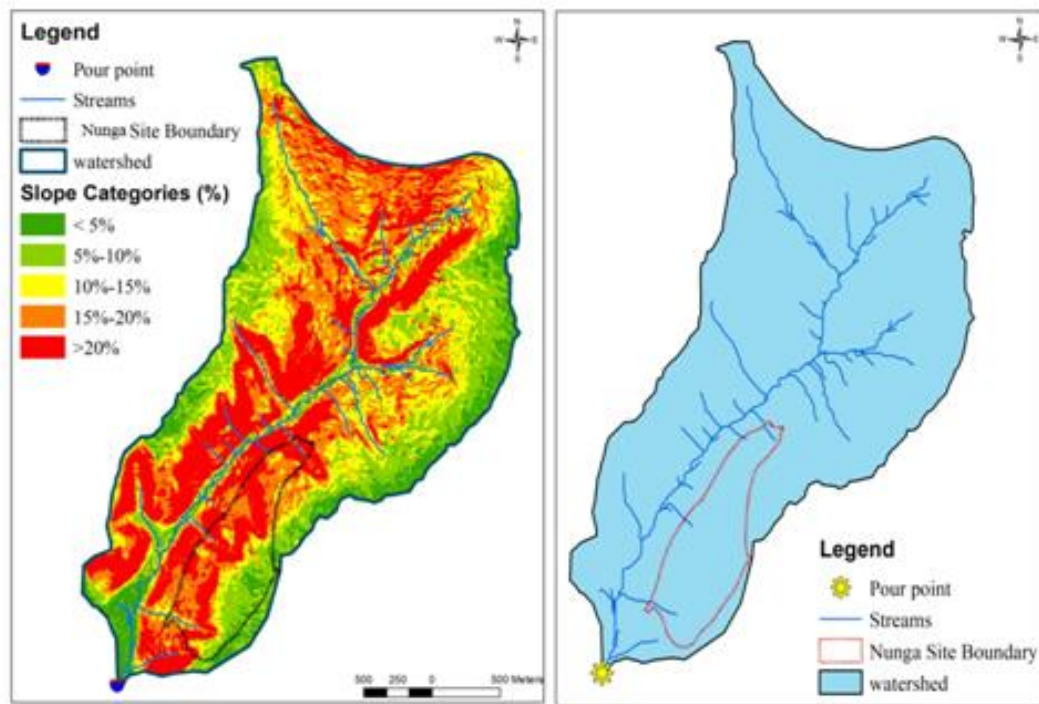 Legend
Pour point
Streams
Nunga Site Boundary
watershed
Slope Categories (%)
< 5%
5%-10%
10%-15%
15%-20%
>20%
N
W E
S
500 250 0 500 Meters
N
W E
S
Legend
Pour point
Streams
Nunga Site Boundary
watershed